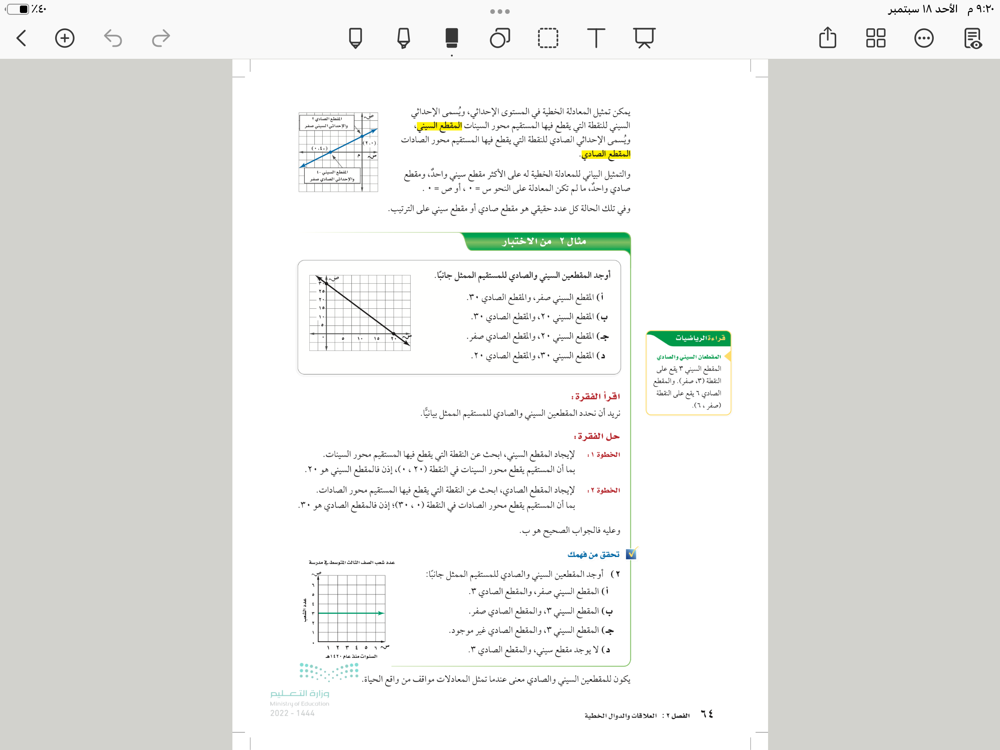 ٩:٢٠ م الأحد ١٨ سبتمبر
٪٤٠
يمكن تمثيل المعادلة الخطية في المستوى الإحداثي، ويُسمى الإحداثي
السيني للنقطة التي يقطع فيها المستقيم محور السينات المقطع السيني،
ويُسمى الإحداثي الصادي للنقطة التي يقطع فيها المستقيم محور الصادات
المقطع الصادي.
ص
المقطع الصادي ٢
والإحداثي السيني صفر
(٢،٠)
(-٤،٠)
م
س
المقطع السيني -٤
والإحداثي الصادي صفر
والتمثيل البياني للمعادلة الخطية له على الأكثر مقطع سيني واحدٌ، ومقطع
صادي واحدٌ، ما لم تكن المعادلة على النحو س = ٠ ، أو ص = ٠ .
وفي تلك الحالة كل عدد حقيقي هو مقطع صادي أو مقطع سيني على الترتيب.
مثال ٢ من الاختبار
أوجد المقطعين السيني والصادي للمستقيم الممثل جانبًا.
أ) المقطع السيني صفر، والمقطع الصادي ٣٠.
ب) المقطع السيني ٢٠، والمقطع الصادي ٣٠.
جـ) المقطع السيني ٢٠، والمقطع الصادي صفر.
د) المقطع السيني ٣٠، والمقطع الصادي ٢٠.
ص
٣٠
٢٥
٢٠
١٥
١٠
٥
٠ ٥ ١٠ ١٥ ٢٠ س
قراءة الرياضيات
المقطعان السيني والصادي
المقطع السيني ٣ يقع على
النقطة (٣، صفر). والمقطع
الصادي ٦ يقع على النقطة
(صفر ، ٦).
اقرأ الفقرة:
نريد أن نحدد المقطعين السيني والصادي للمستقيم الممثل بيانيًّا.
حل الفقرة:
الخطوة ١: لإيجاد المقطع السيني، ابحث عن النقطة التي يقطع فيها المستقيم محور السينات.
بما أن المستقيم يقطع محور السينات في النقطة (٢٠ ، ٠)، إذن فالمقطع السيني هو ٢٠.
الخطوة ٢: لإيجاد المقطع الصادي، ابحث عن النقطة التي يقطع فيها المستقيم محور الصادات.
بما أن المستقيم يقطع محور الصادات في النقطة (٠ ، ٣٠)؛ إذن فالمقطع الصادي هو ٣٠.
وعليه فالجواب الصحيح هو ب.
تحقق من فهمك
٢) أوجد المقطعين السيني والصادي للمستقيم الممثل جانبًا:
أ) المقطع السيني صفر، والمقطع الصادي ٣.
ب) المقطع السيني ٣، والمقطع الصادي صفر.
جـ) المقطع السيني ٣، والمقطع الصادي غير موجود.
د) لا يوجد مقطع سيني، والمقطع الصادي ٣.
عدد شعب الصف الثالث المتوسط في مدرسة
ص
عدد الشعب
٦
٥
٤
٣
٢
١
٠
١ ٢ ٣ ٤ ٥ ٦ س
السنوات منذ عام ١٤٢٠هـ
يكون للمقطعين السيني والصادي معنى عندما تمثل المعادلات مواقف من واقع الحياة.
وزارة التعليم
Ministry of Education
2022 - 1444
٦٤ الفصل ٢ : العلاقات والدوال الخطية